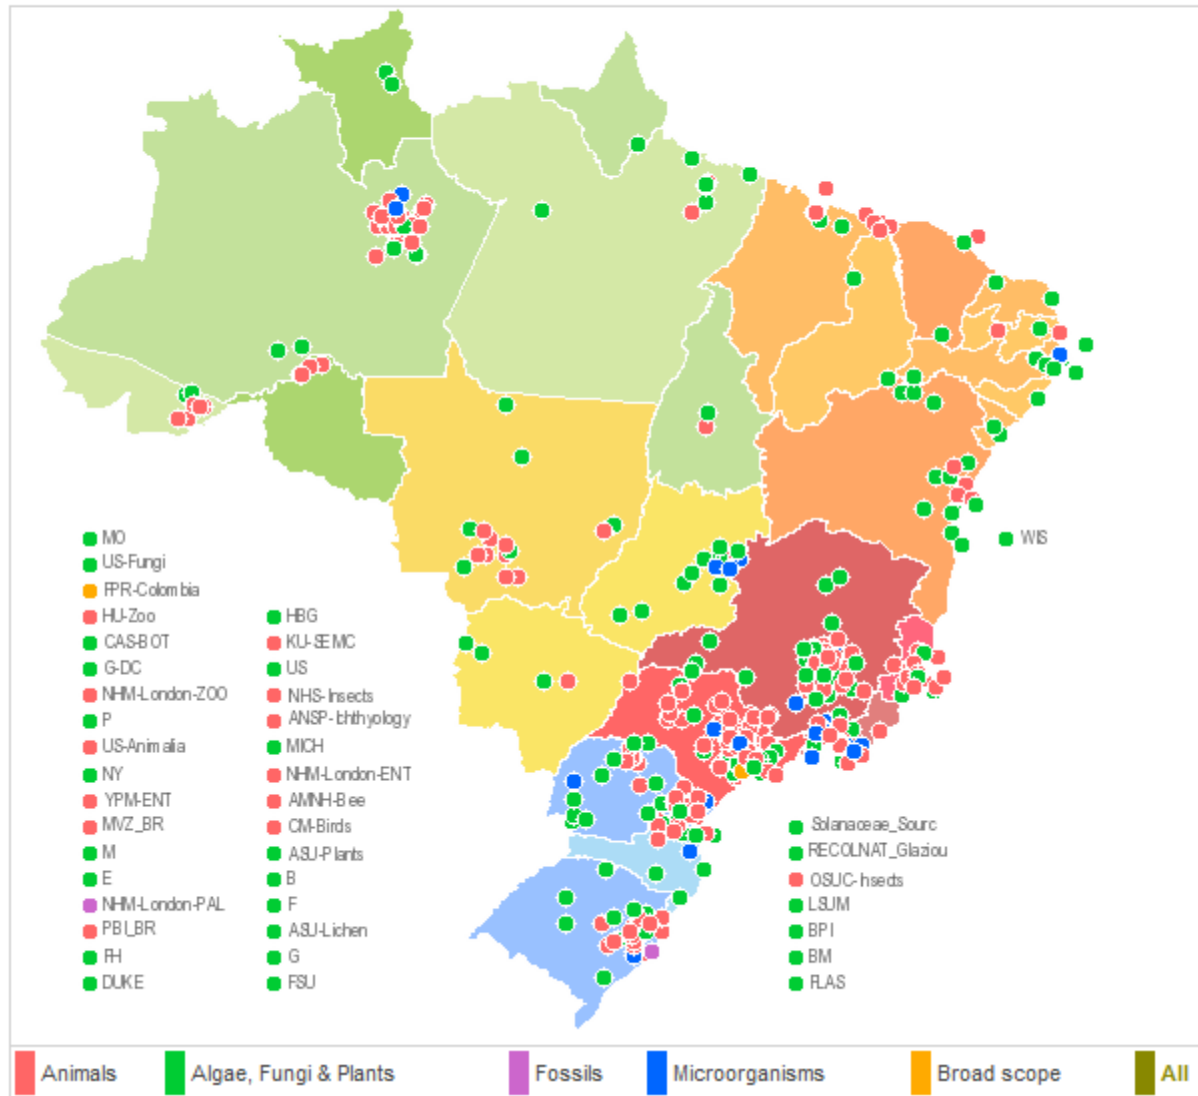 MO
US-Fungi
FPR-Colombia
HU-Zoo
CAS-BOT
G-DC
NHM-London-ZOO
P
US-Animalia
NY
YPM-ENT
MVZ_BR
M
E
NHM-London-PAL
PBI_BR
FH
DUKE
HBG
KU-SEMC
US
NHS-Insects
ANSP-Ichthyology
MICH
NHM-London-ENT
AMNH-Bee
CM-Birds
ASU-Plants
B
F
ASU-Lichen
G
FSU
WIS
Solanaceae_Sourc
RECOLNAT_Glaziou
OSUC-Insects
LSUM
BPI
BM
FLAS
Animals Algae, Fungi & Plants Fossils Microorganisms Broad scope All